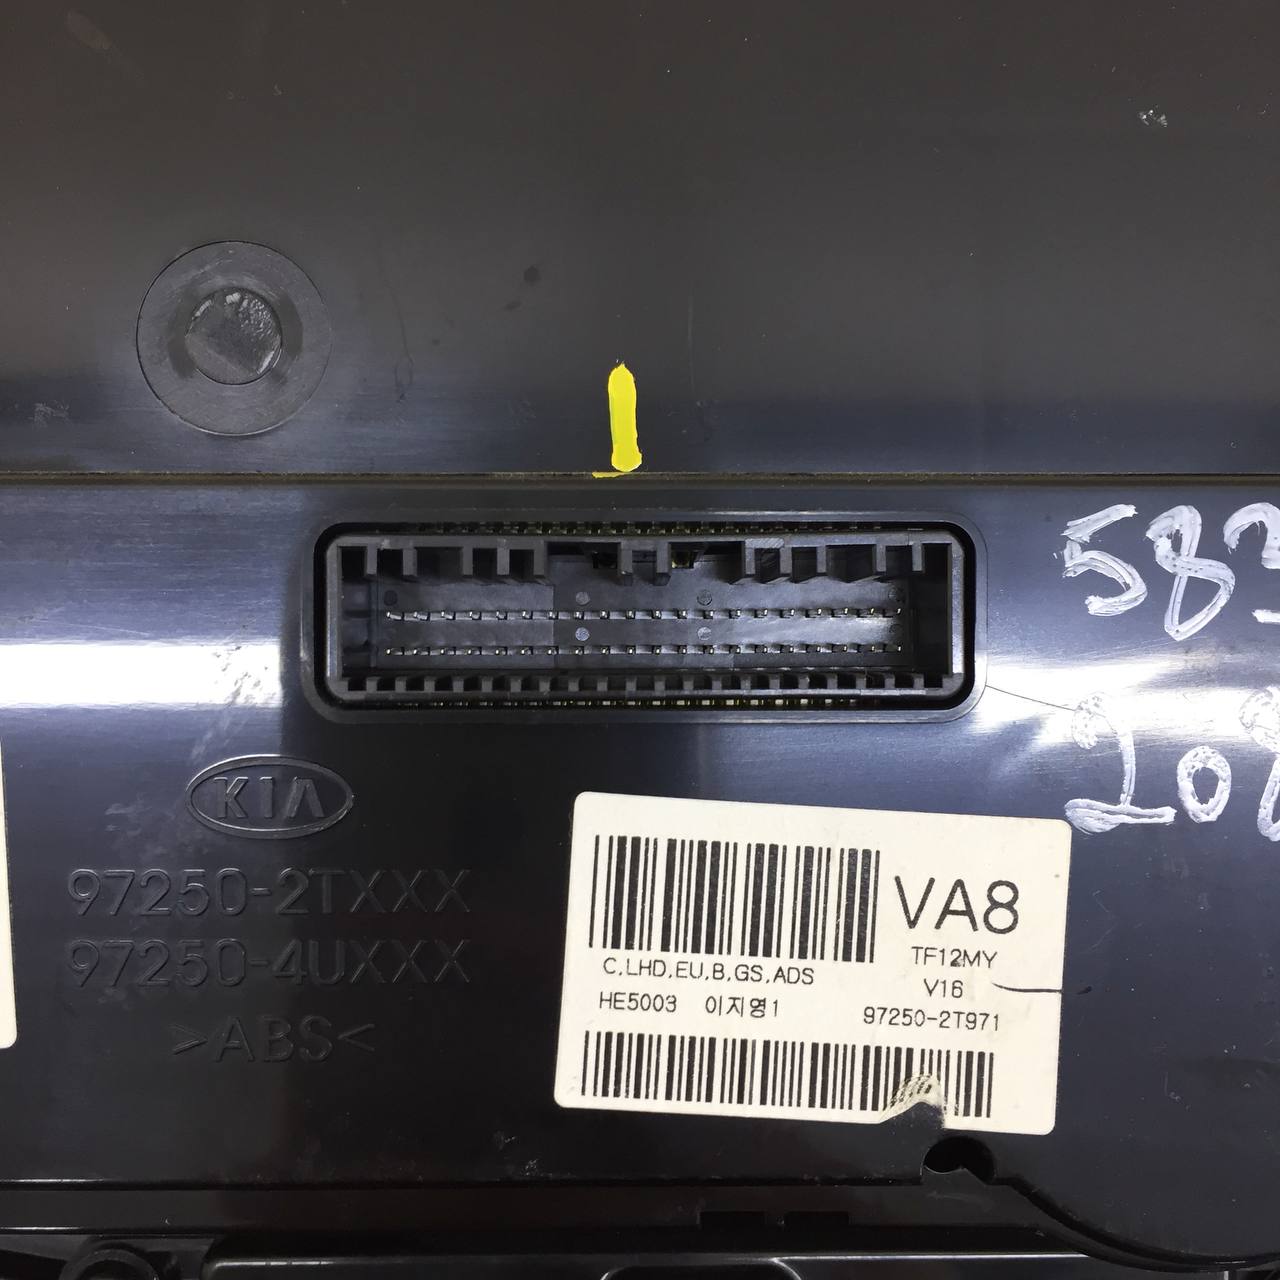 583
KIA
97250-2TXXX
97250-4UXXX
>ABS<
VA8
TF12MY
C,LHD,EU,B,GS,ADS
V16
HE5003 이지영1
97250-2T971